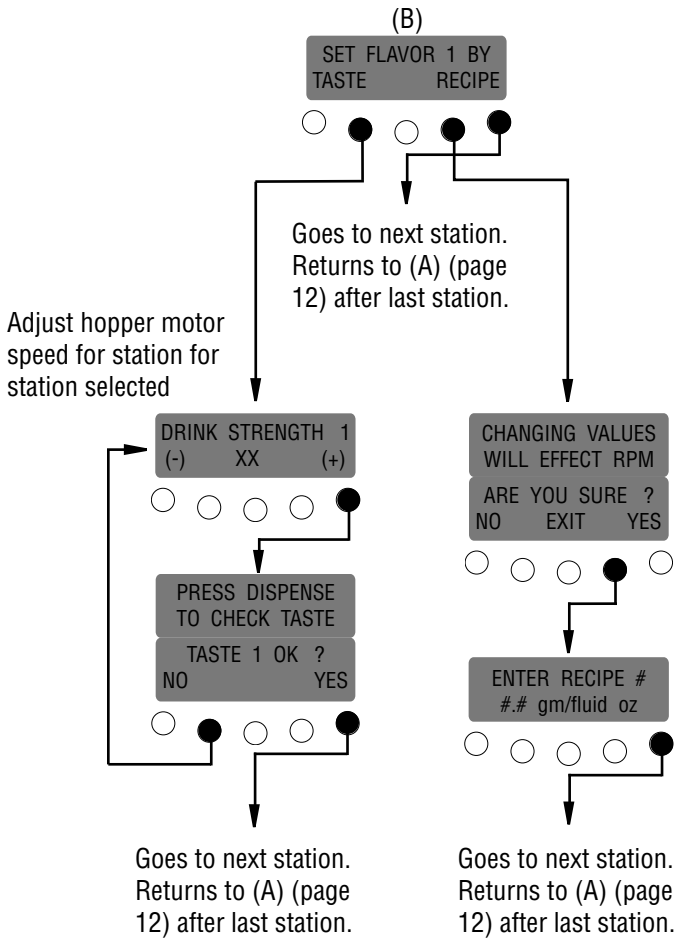 (B)
SET FLAVOR 1 BY
TASTE RECIPE
Goes to next station.
Returns to (A) (page
12) after last station.
Adjust hopper motor
speed for station for
station selected
DRINK STRENGTH 1
(-) XX (+)
PRESS DISPENSE
TO CHECK TASTE
TASTE 1 OK ?
NO YES
Goes to next station.
Returns to (A) (page
12) after last station.
CHANGING VALUES
WILL EFFECT RPM
ARE YOU SURE ?
NO EXIT YES
ENTER RECIPE #
#.# gm/fluid oz
Goes to next station.
Returns to (A) (page
12) after last station.